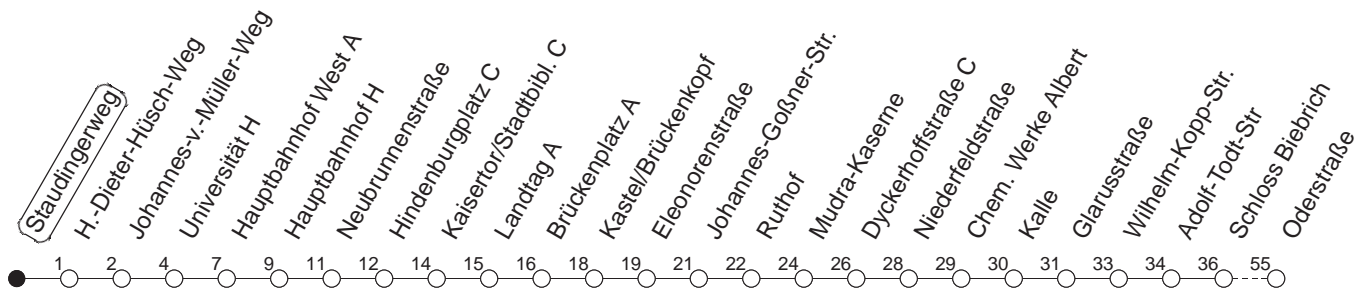 Staudingerweg
H.-Dieter-Hüsch-Weg
Johannes-v.-Müller-Weg
Universität H
Hauptbahnhof West A
Hauptbahnhof H
Neubrunnenstraße
Hindenburgplatz C
Kaisertor/Stadtbibl. C
Landtag A
Brückenplatz A
Kastel/Brückenkopf
Eleonorenstraße
Johannes-Goßner-Str.
Ruthof
Mudra-Kaserne
Dyckerhoffstraße C
Niederfeldstraße
Chem. Werke Albert
Kalle
Glarusstraße
Wilhelm-Kopp-Str.
Adolf-Todt-Str
Schloss Biebrich
Oderstraße
1 2 4 7 9 11 12 14 15 16 18 19 21 22 24 26 28 29 30 31 33 34 36 55